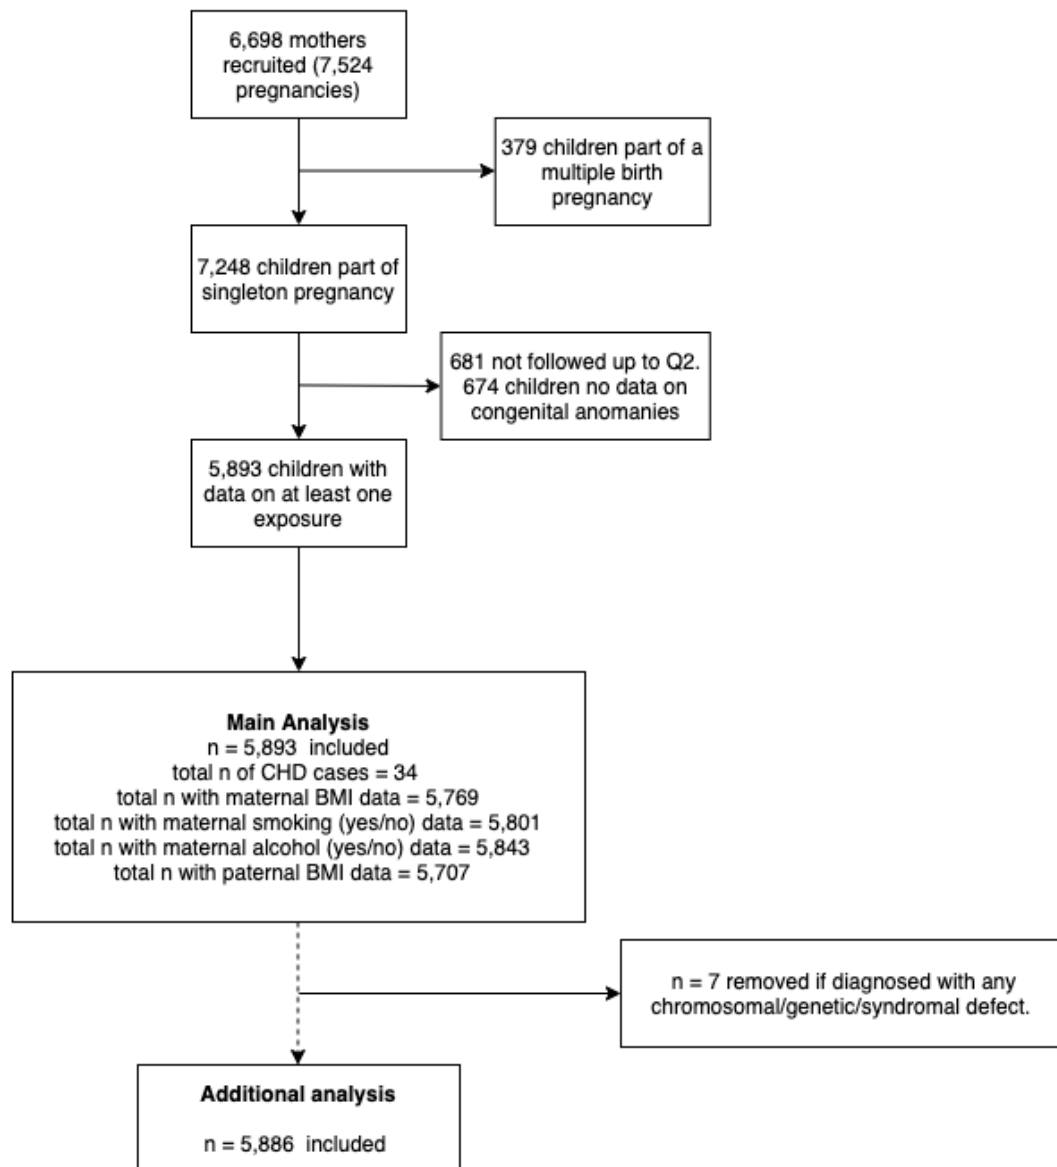 6,698 mothers
recruited (7,524
pregnancies)
379 children part of a
multiple birth
pregnancy
7,248 children part of
singleton pregnancy
681 not followed up to Q2.
674 children no data on
congenital anomanies
5,893 children with
data on at least one
exposure
Main Analysis
n = 5,893 included
total n of CHD cases = 34
total n with maternal BMI data = 5,769
total n with maternal smoking (yes/no) data = 5,801
total n with maternal alcohol (yes/no) data = 5,843
total n with paternal BMI data = 5,707
n = 7 removed if diagnosed with any
chromosomal/genetic/syndromal defect.
Additional analysis
n = 5,886 included